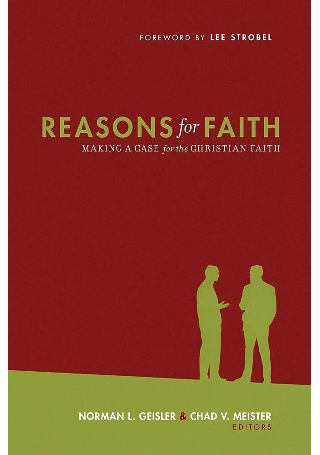 FOREWORD BY LEE STROBEL
REASONS for FAITH
MAKING A CASE for the CHRISTIAN FAITH
NORMAN L. GEISLER & CHAD V. MEISTER
EDITORS